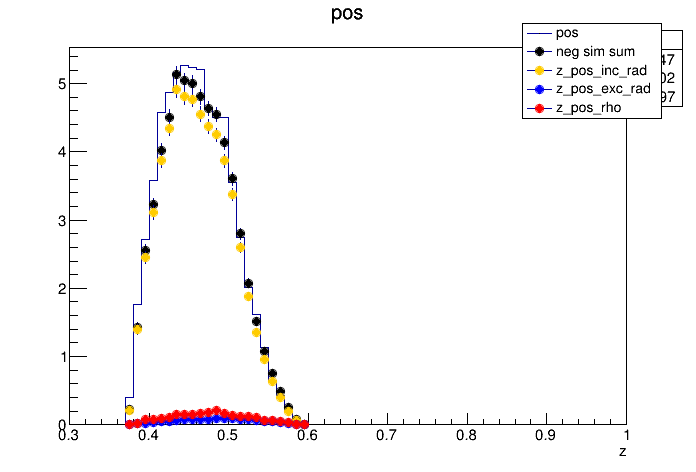 pos
pos
neg sim sum
z_pos_inc_rad
z_pos_exc_rad
z_pos_rho
47
02
97
5
4
3
2
1
0
0.3
0.4
0.5
0.6
0.7
0.8
0.9
1
z